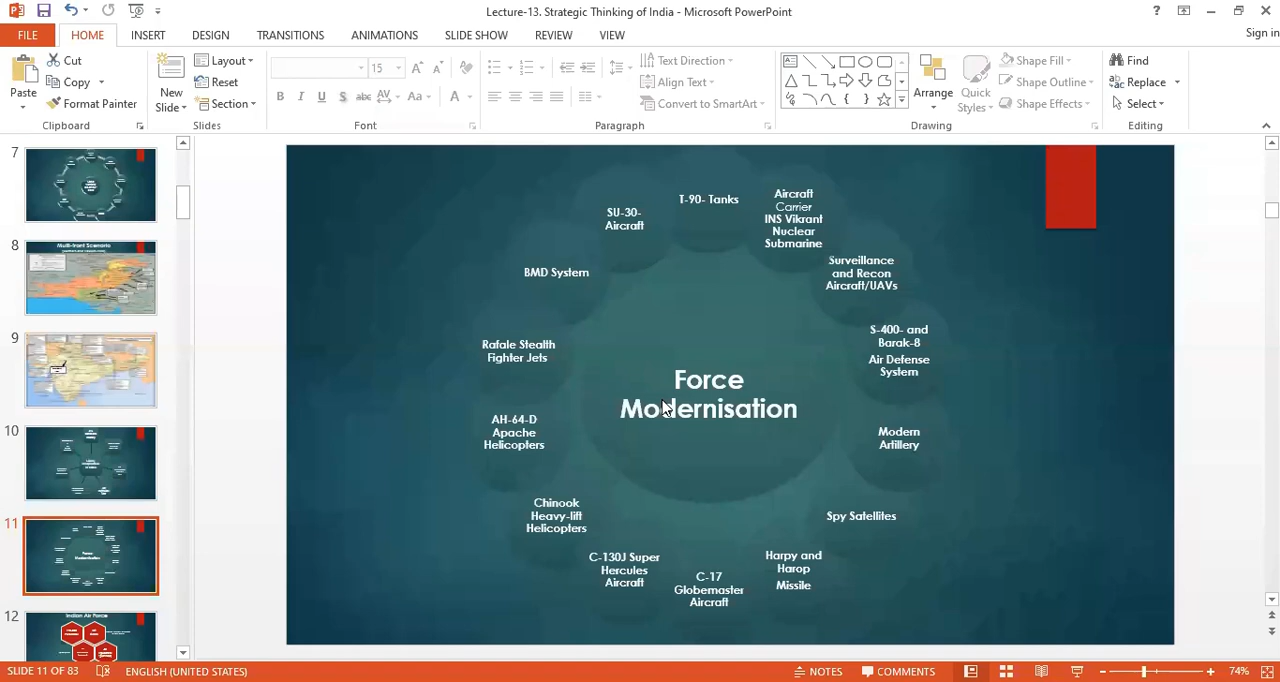 Lecture-13. Strategic Thinking of India - Microsoft PowerPoint
Sign in
FILE
HOME
INSERT
DESIGN
TRANSITIONS
ANIMATIONS
SLIDE SHOW
REVIEW
VIEW
Paste
Cut
Copy
Format Painter
Clipboard
New
Slide
Layout
Reset
Section
Slides
15
B I U S abc AV Aa A
Font
Text Direction
Align Text
Convert to SmartArt
Paragraph
Arrange
Quick
Styles
Shape Fill
Shape Outline
Shape Effects
Drawing
Find
Replace
Select
Editing
7
8
Multi-front Scenario
9
10
11
Force
Modernisation
12
Indian Air Force
T-90- Tanks
Aircraft
Carrier
INS Vikrant
Nuclear
Submarine
Surveillance
and Recon
Aircraft/UAVs
S-400- and
Barak-8
Air Defense
System
Modern
Artillery
Spy Satellites
Harpy and
Harop
Missile
C-17
Globemaster
Aircraft
C-130J Super
Hercules
Aircraft
Chinook
Heavy-lift
Helicopters
AH-64-D
Apache
Helicopters
Rafale Stealth
Fighter Jets
BMD System
SU-30-
Aircraft
Force
Modernisation
SLIDE 11 OF 83
ENGLISH (UNITED STATES)
NOTES
COMMENTS
74%